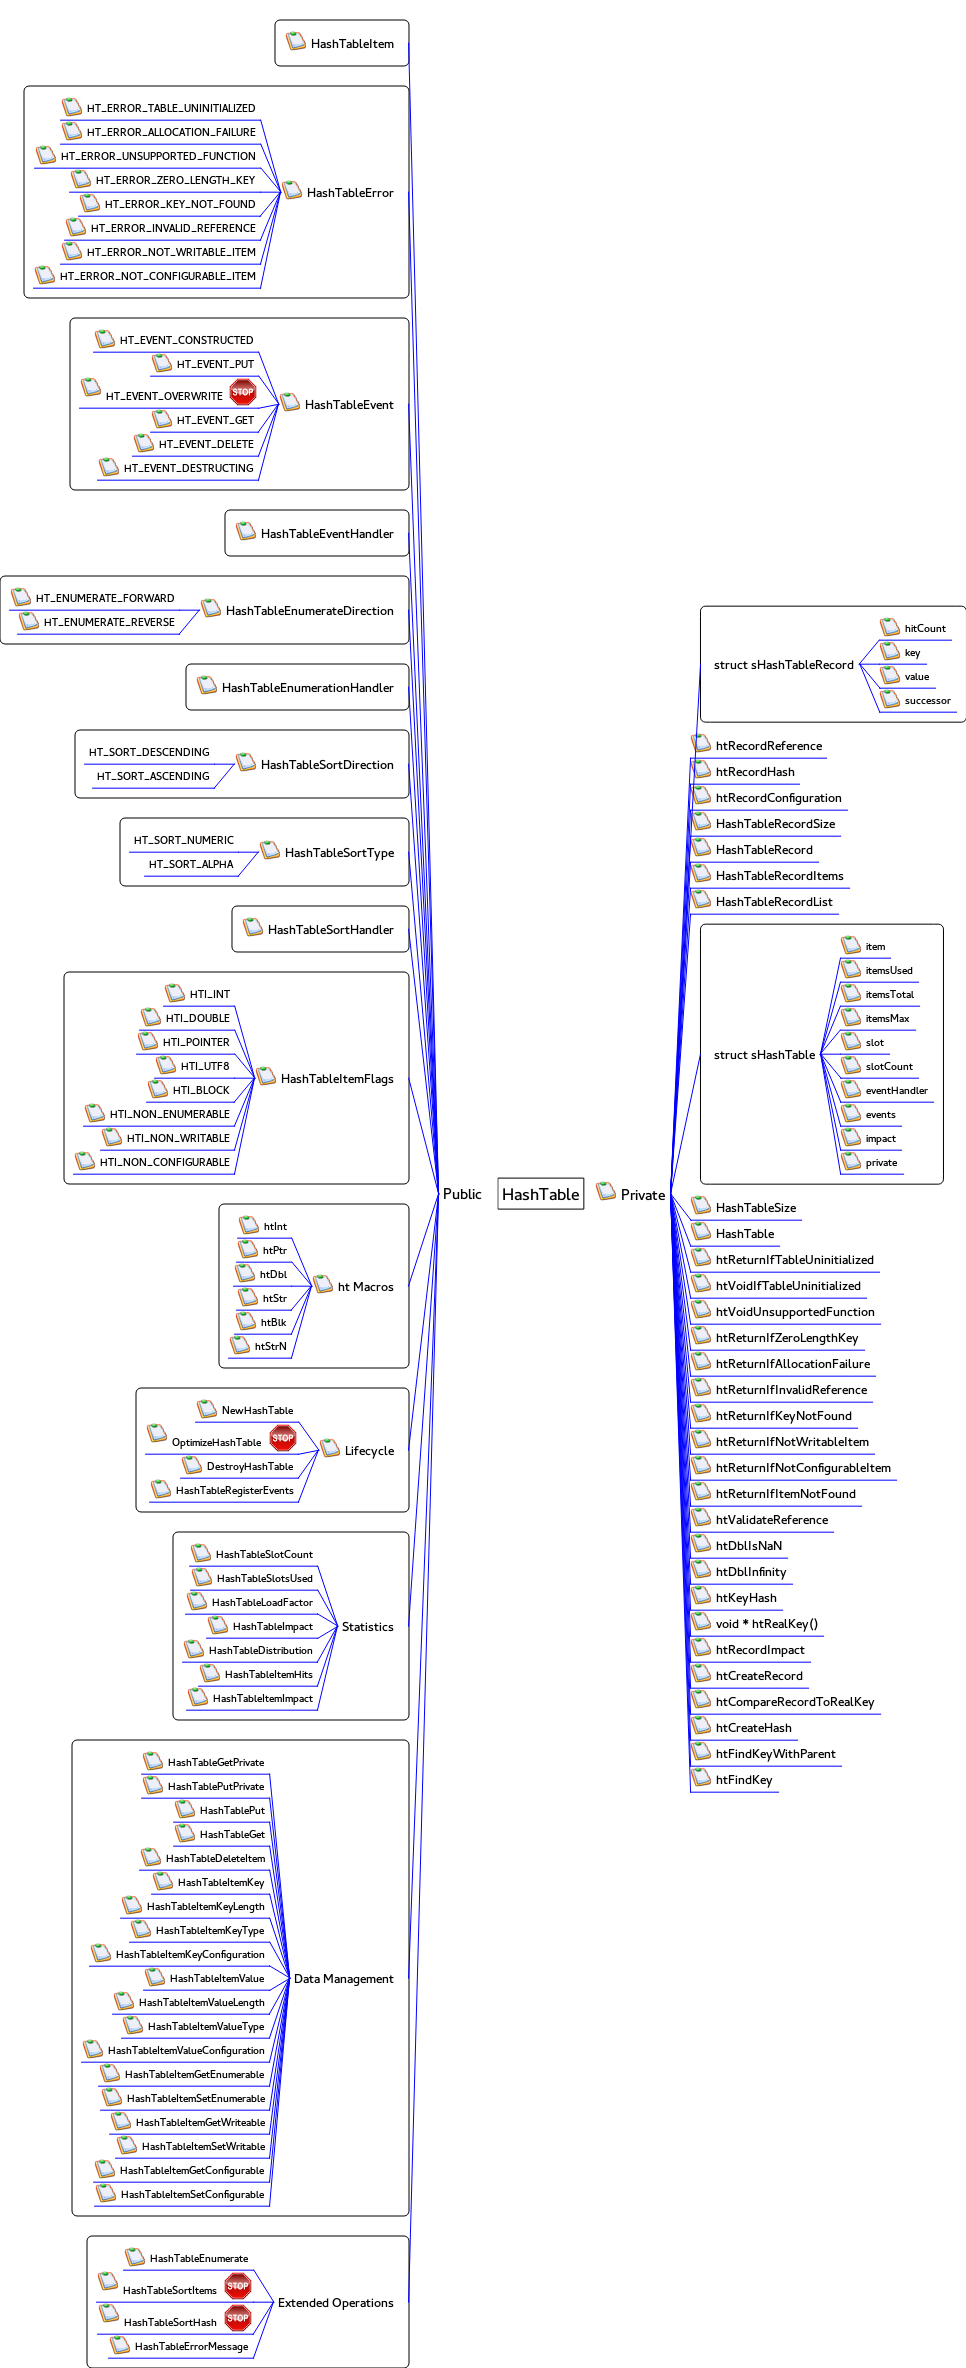 HashTableItem
HT_ERROR_TABLE_UNINITIALIZED
HT_ERROR_ALLOCATION_FAILURE
HT_ERROR_UNSUPPORTED_FUNCTION
HT_ERROR_ZERO_LENGTH_KEY
HashTableError
HT_ERROR_KEY_NOT_FOUND
HT_ERROR_INVALID_REFERENCE
HT_ERROR_NOT_WRITABLE_ITEM
HT_ERROR_NOT_CONFIGURABLE_ITEM
HT_EVENT_CONSTRUCTED
HT_EVENT_PUT
HT_EVENT_OVERWRITE STOP
HashTableEvent
HT_EVENT_GET
HT_EVENT_DELETE
HT_EVENT_DESTRUCTING
HashTableEventHandler
HT_ENUMERATE_FORWARD
HashTableEnumerateDirection
HT_ENUMERATE_REVERSE
HashTableEnumerationHandler
HT_SORT_DESCENDING
HashTableSortDirection
HT_SORT_ASCENDING
HT_SORT_NUMERIC
HashTableSortType
HT_SORT_ALPHA
HashTableSortHandler
HTI_INT
HTI_DOUBLE
HTI_POINTER
HTI_UTF8
HashTableItemFlags
HTI_BLOCK
HTI_NON_ENUMERABLE
HTI_NON_WRITABLE
HTI_NON_CONFIGURABLE
Public
htInt
htPtr
htDbl
ht Macros
htStr
htBlk
htStrN
NewHashTable
OptimizeHashTable STOP
Lifecycle
DestroyHashTable
HashTableRegisterEvents
HashTableSlotCount
HashTableSlotsUsed
HashTableLoadFactor
HashTableImpact
Statistics
HashTableDistribution
HashTableItemHits
HashTableItemImpact
HashTableGetPrivate
HashTablePutPrivate
HashTablePut
HashTableGet
HashTableDeleteItem
HashTableItemKey
HashTableItemKeyLength
HashTableItemKeyType
HashTableItemKeyConfiguration
HashTableItemValue
Data Management
HashTableItemValueLength
HashTableItemValueType
HashTableItemValueConfiguration
HashTableItemGetEnumerable
HashTableItemSetEnumerable
HashTableItemGetWriteable
HashTableItemSetWritable
HashTableItemGetConfigurable
HashTableItemSetConfigurable
HashTableEnumerate
HashTableSortItems STOP
Extended Operations
HashTableSortHash STOP
HashTableErrorMessage
HashTable
Private
hitCount
key
struct sHashTableRecord
value
successor
htRecordReference
htRecordHash
htRecordConfiguration
HashTableRecordSize
HashTableRecord
HashTableRecordItems
HashTableRecordList
item
itemsUsed
itemsTotal
itemsMax
slot
struct sHashTable
slotCount
eventHandler
events
impact
private
HashTableSize
HashTable
htReturnIfTableUninitialized
htVoidIfTableUninitialized
htVoidUnsupportedFunction
htReturnIfZeroLengthKey
htReturnIfAllocationFailure
htReturnIfInvalidReference
htReturnIfKeyNotFound
htReturnIfNotWritableItem
htReturnIfNotConfigurableItem
htReturnIfItemNotFound
htValidateReference
htDblIsNaN
htDblInfinity
htKeyHash
void * htRealKey()
htRecordImpact
htCreateRecord
htCompareRecordToRealKey
htCreateHash
htFindKeyWithParent
htFindKey